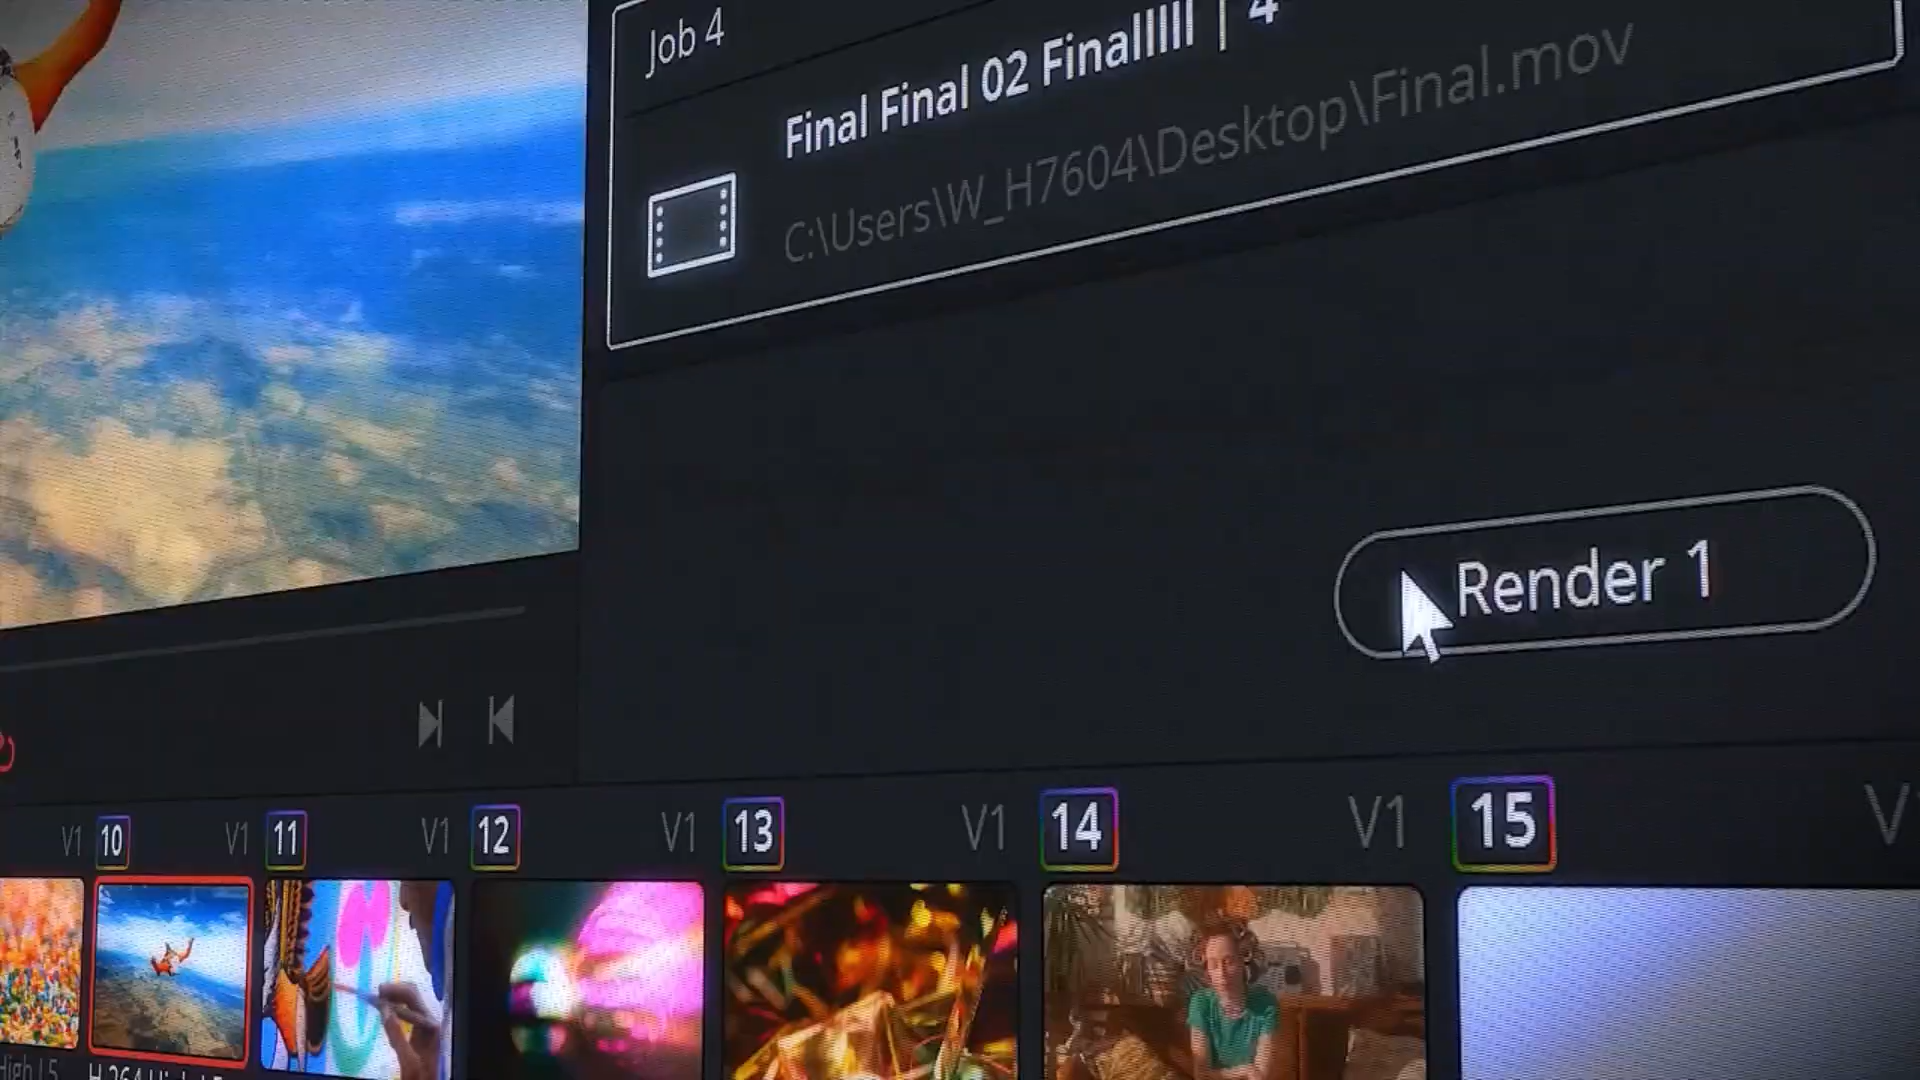 Job 4
Final Final 02 Finalllll | 4
C:\Users\W_H7604\Desktop\Final.mov
Render 1
V1 10 V1 11 V1 12 V1 13 V1 14 V1 15